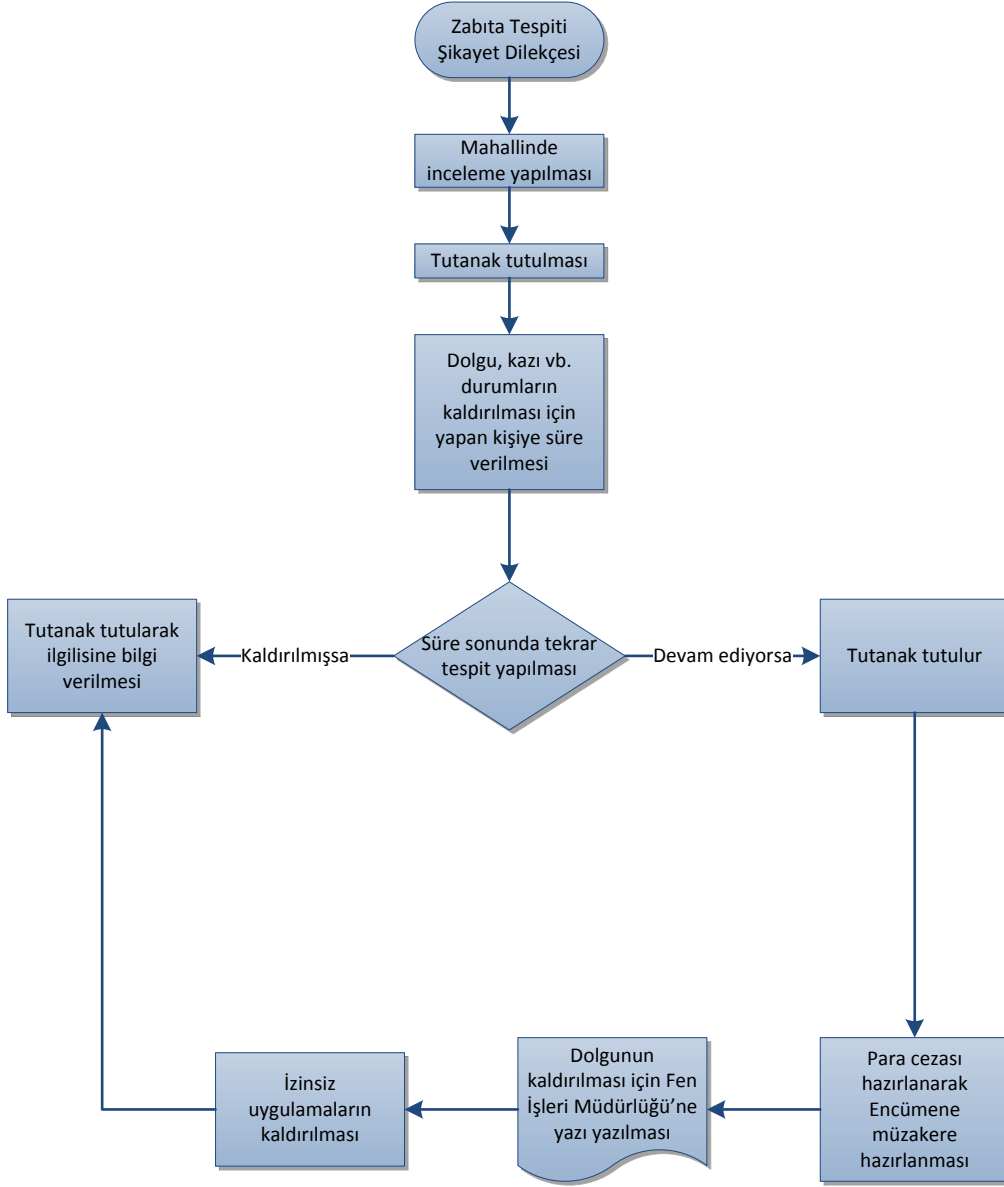 Zabıta Tespiti
Şikayet Dilekçesi
Mahallinde
inceleme yapılması
Tutanak tutulması
Dolgu, kazı vb.
durumların
kaldırılması için
yapan kişiye süre
verilmesi
Süre sonunda tekrar
tespit yapılması
Kaldırılmışsa
Tutanak tutularak
ilgilisine bilgi
verilmesi
Devam ediyorsa
Tutanak tutulur
Para cezası
hazırlanarak
Encümene
müzakere
hazırlanması
Dolgunun
kaldırılması için Fen
İşleri Müdürlüğü’ne
yazı yazılması
İzinsiz
uygulamaların
kaldırılması